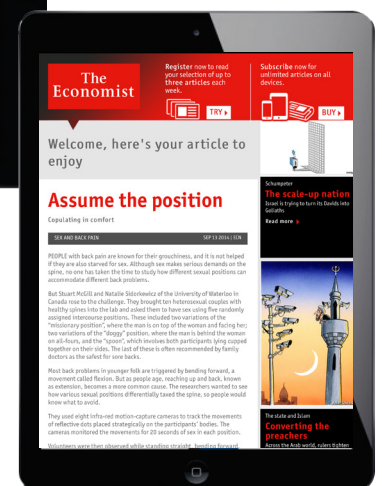 The
Economist
Register now to read
your selection of up to
three articles each
week.
TRY
Subscribe now for
unlimited articles on all
devices.
BUY
Welcome, here's your article to
enjoy
Assume the position
Copulating in comfort
SEX AND BACK PAIN
SEP 13 2014 | ECN
PEOPLE with back pain are known for their grouchiness, and it is not helped
if they are also starved for sex. Although sex makes serious demands on the
spine, no one has taken the time to study how different sexual positions can
accommodate different back problems.
But Stuart McGill and Natalie Sidorkewicz of the University of Waterloo in
Canada rose to the challenge. They brought ten heterosexual couples with
healthy spines into the lab and asked them to have sex using five randomly
assigned intercourse positions. These included two variations of the
"missionary position", where the man is on top of the woman and facing her;
two variations of the "doggy" position, where the man is behind the woman
on all-fours, and the "spoon", which involves both participants lying cupped
together on their sides. The last of these is often recommended by family
doctors as the safest for sore backs.
Most back problems in younger folk are triggered by bending forward, a
movement called flexion. But as people age, reaching up and back, known
as extension, becomes a more common cause. The researchers wanted to see
how various sexual positions differentially taxed the spine, so people would
know what to avoid.
They used eight infra-red motion-capture cameras to track the movements
of reflective dots placed strategically on the participants' bodies. The
cameras monitored the movements for 20 seconds of sex in each position.
Volunteers were then observed while standing straight, bending forward,
Schumpeter
The scale-up nation
Israel is trying to turn its Davids into
Goliaths
Read more
The state and Islam
Converting the
preachers
Across the Arab world, rulers tighten